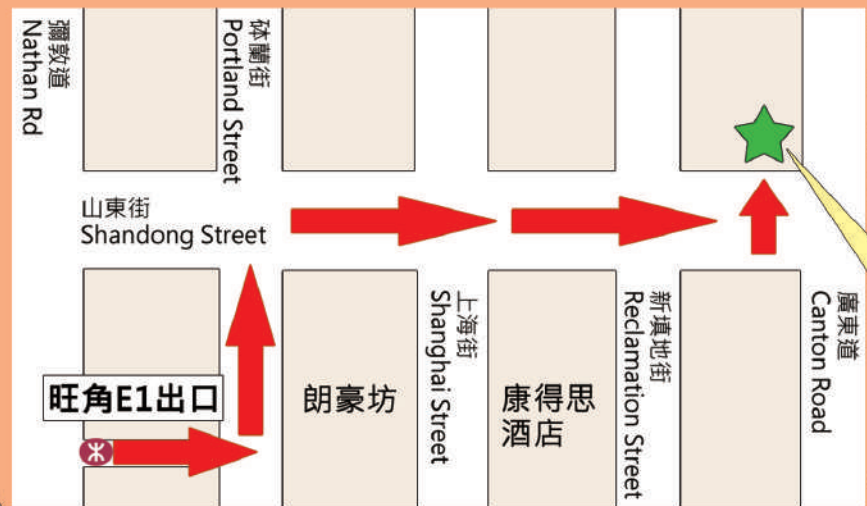 彌敦道
Nathan Rd
砵蘭街
Portland Street
山東街
Shandong Street
上海街
Shanghai Street
新填地街
Reclamation Street
廣東道
Canton Road
旺角E1出口
朗豪坊
康得思
酒店